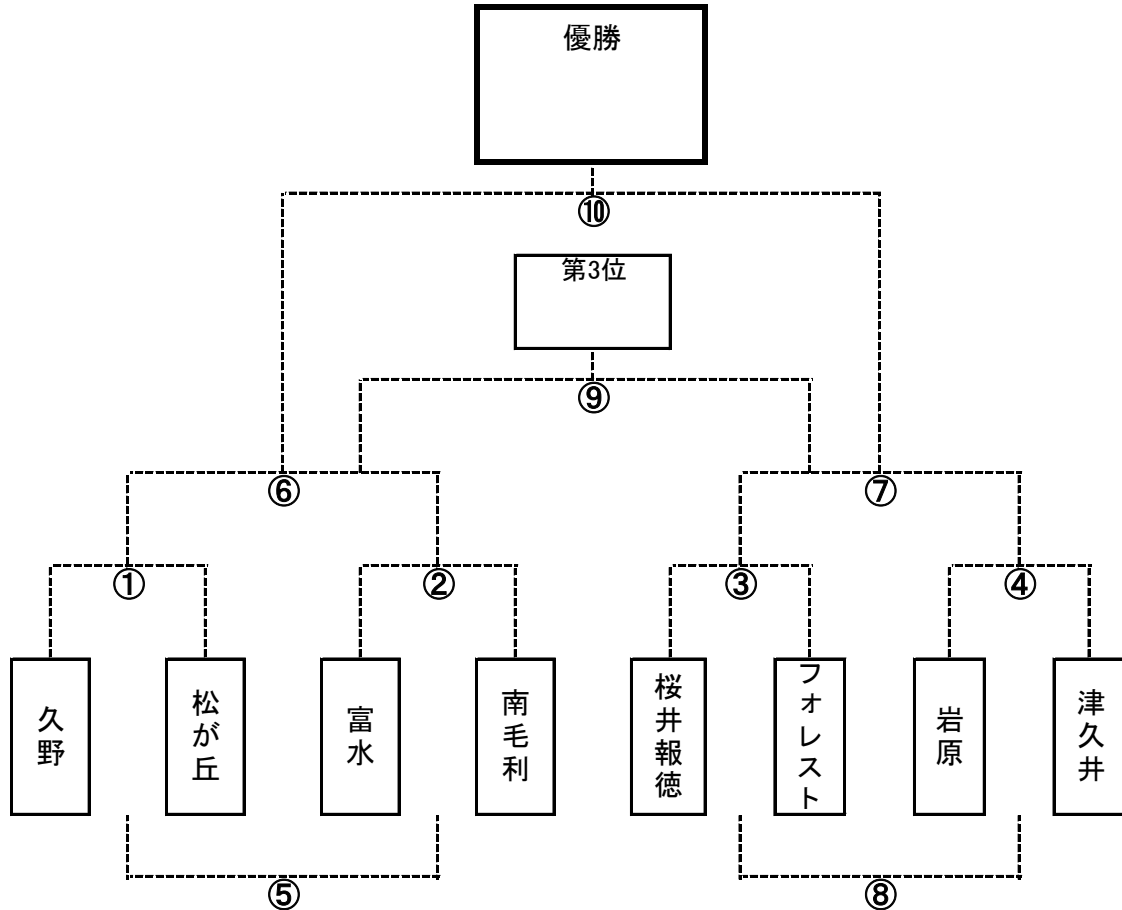 優勝
⑩
第3位
⑨
⑥
⑦
①
②
③
④
久野
松が丘
富水
南毛利
桜井報徳
フォレスト
岩原
津久井
⑤
⑧